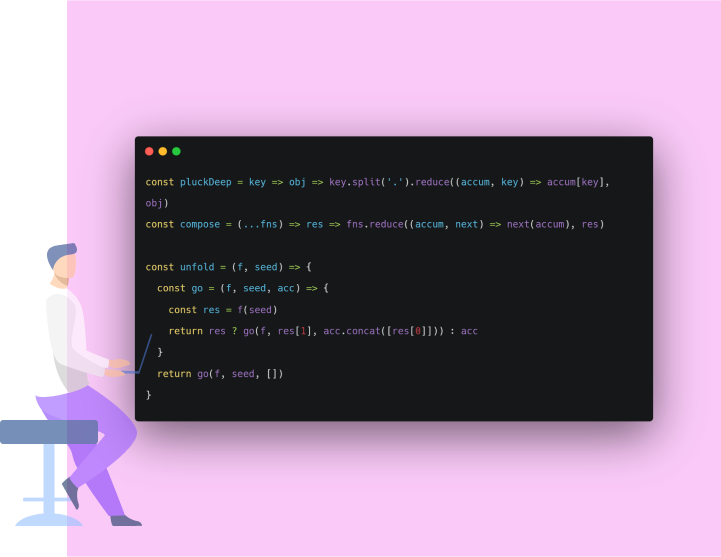 const pluckDeep = key => obj => key.split('.').reduce((accum, key) => accum[key],
obj)
const compose = (...fns) => res => fns.reduce((accum, next) => next(accum), res)
const unfold = (f, seed) => {
const go = (f, seed, acc) => {
const res = f(seed)
return res ? go(f, res[1], acc.concat([res[0]])) : acc
}
return go(f, seed, [])
}